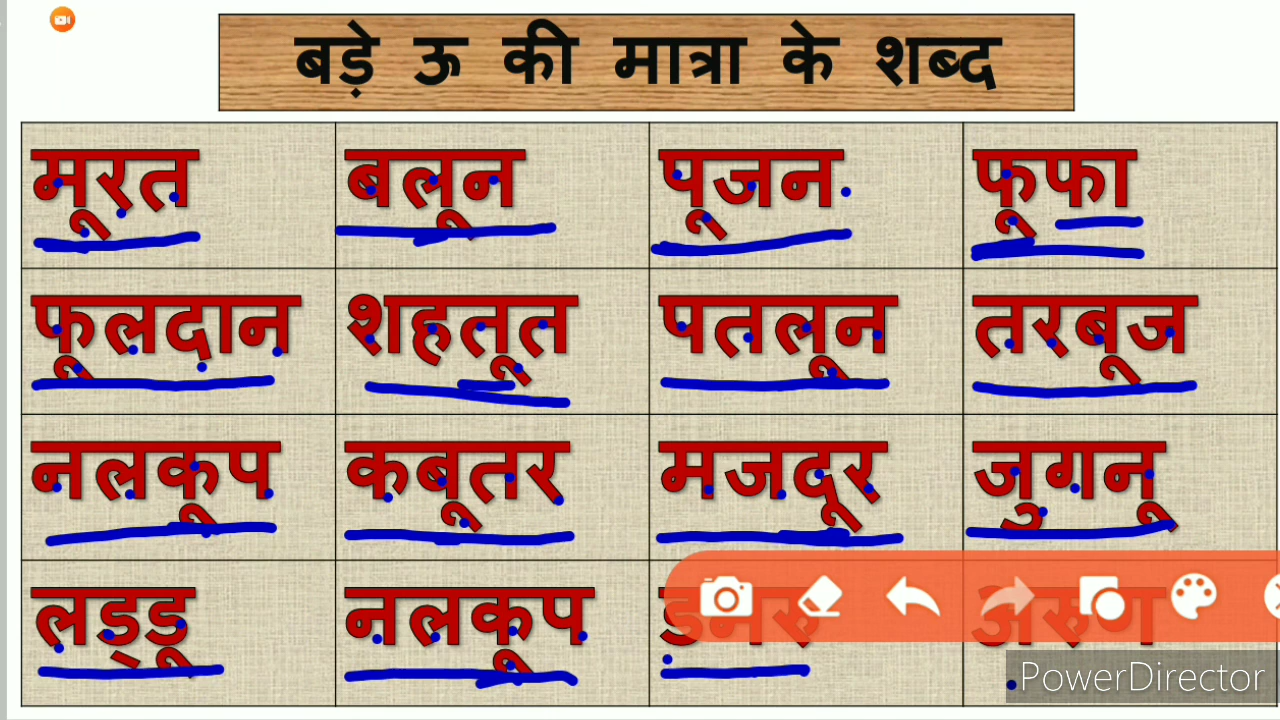 बड़े ऊ की मात्रा के शब्द
मूरत बलून पूजन फूफा
फूलदान शहतूत पतलून तरबूज
नलकूप कबूतर मजदूर जुगनू
लड्डू नलकूप
PowerDirector